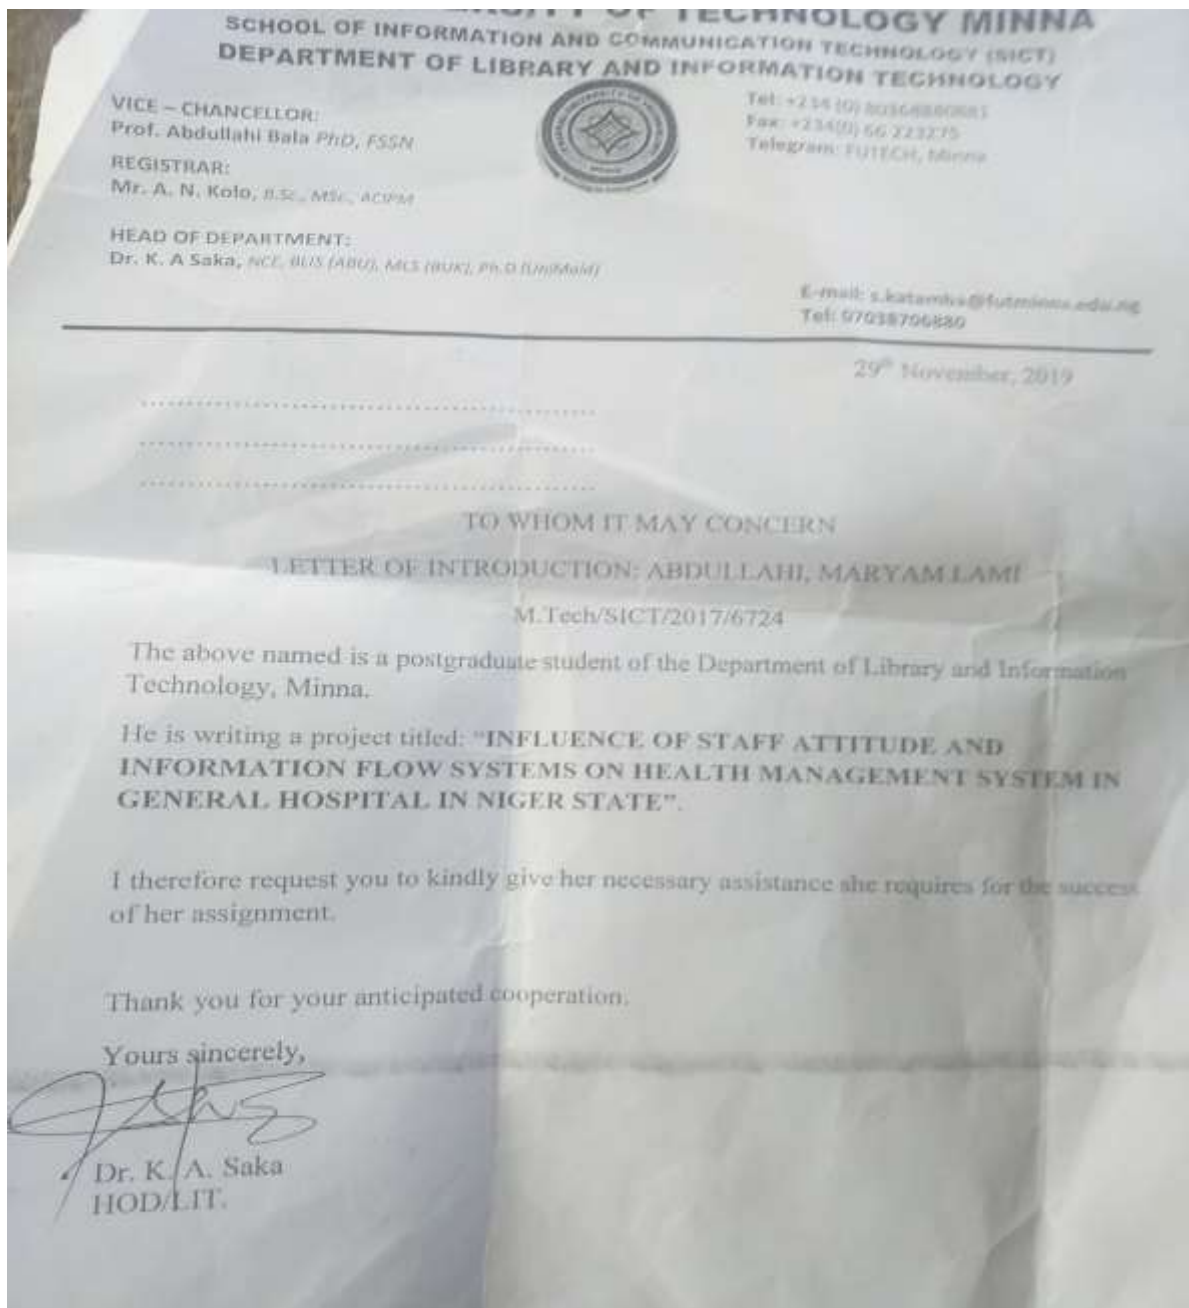 OF TECHNOLOGY MINNA
SCHOOL OF INFORMATION AND COMMUNICATION TECHNOLOGY (SICT)
DEPARTMENT OF LIBRARY AND INFORMATION TECHNOLOGY
VICE – CHANCELLOR:
Prof. Abdullahi Bala PhD, FSSN
REGISTRAR:
Mr. A. N. Kolo, B.Sc., MSc., ACIPM
HEAD OF DEPARTMENT:
Dr. K. A Saka, NCE, BLIS (ABU), MLS (BUK), Ph.D (UniMaid)
Tel: +234 (0)
Fax: +234(0) 66 223275
Telegram: FUTECH, Minna
E-mail: s.katamba@futminna.edu.ng
Tel: 07038706880
29th November, 2019
TO WHOM IT MAY CONCERN
LETTER OF INTRODUCTION: ABDULLAHI, MARYAM LAMI
M.Tech/SICT/2017/6724
The above named is a postgraduate student of the Department of Library and Information
Technology, Minna.
He is writing a project titled: “INFLUENCE OF STAFF ATTITUDE AND
INFORMATION FLOW SYSTEMS ON HEALTH MANAGEMENT SYSTEM IN
GENERAL HOSPITAL IN NIGER STATE”.
I therefore request you to kindly give her necessary assistance she requires for the success
of her assignment.
Thank you for your anticipated cooperation.
Yours sincerely,
Dr. K. A. Saka
HOD/LIT.